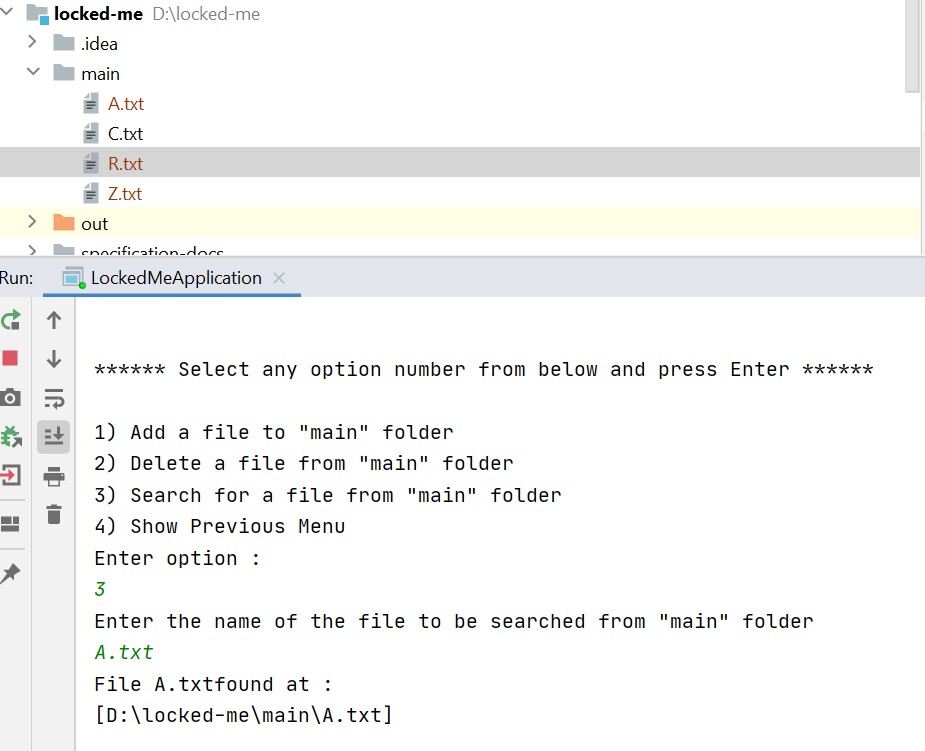 locked-me D:\locked-me
.idea
main
A.txt
C.txt
R.txt
Z.txt
out
specification-docs
Run: LockedMeApplication
****** Select any option number from below and press Enter ******
1) Add a file to "main" folder
2) Delete a file from "main" folder
3) Search for a file from "main" folder
4) Show Previous Menu
Enter option :
3
Enter the name of the file to be searched from "main" folder
A.txt
File A.txtfound at :
[D:\locked-me\main\A.txt]